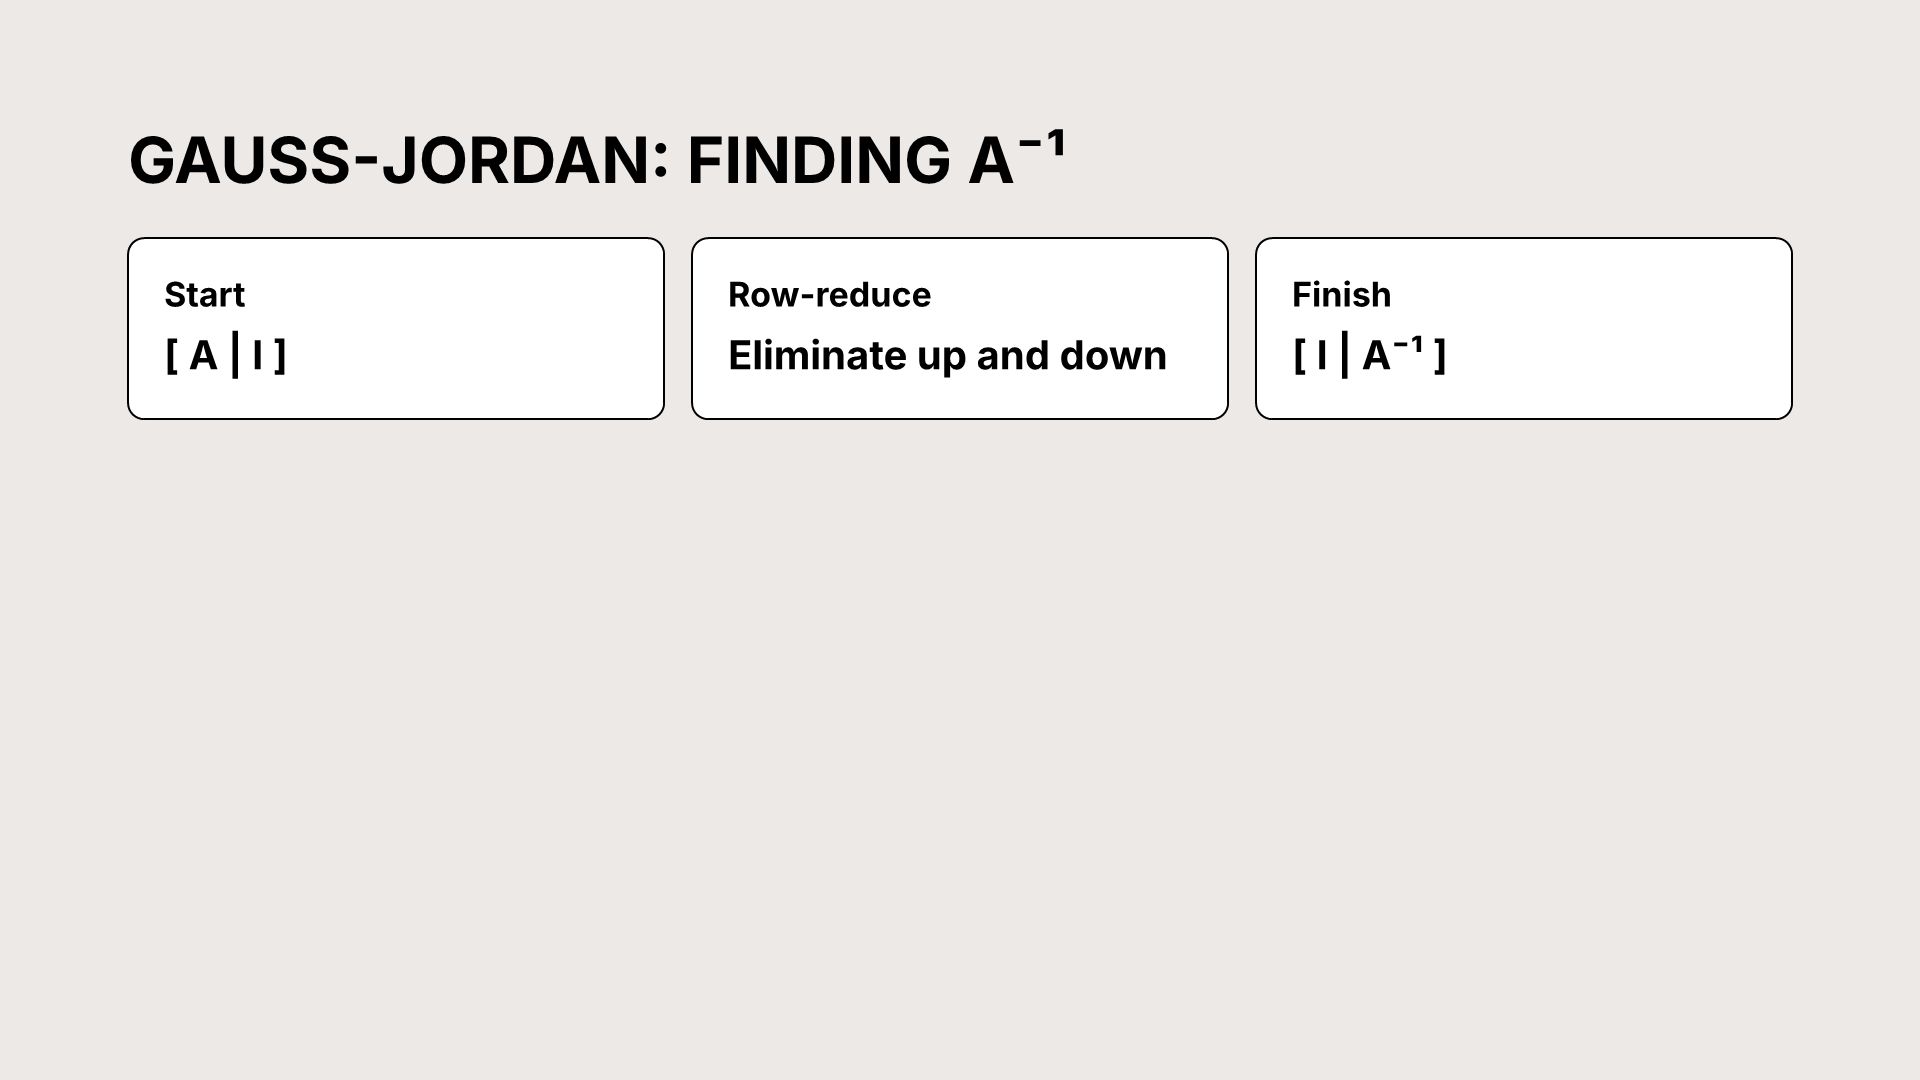 GAUSS-JORDAN: FINDING A⁻¹
Start
[ A | I ]
Row-reduce
Eliminate up and down
Finish
[ I | A⁻¹ ]